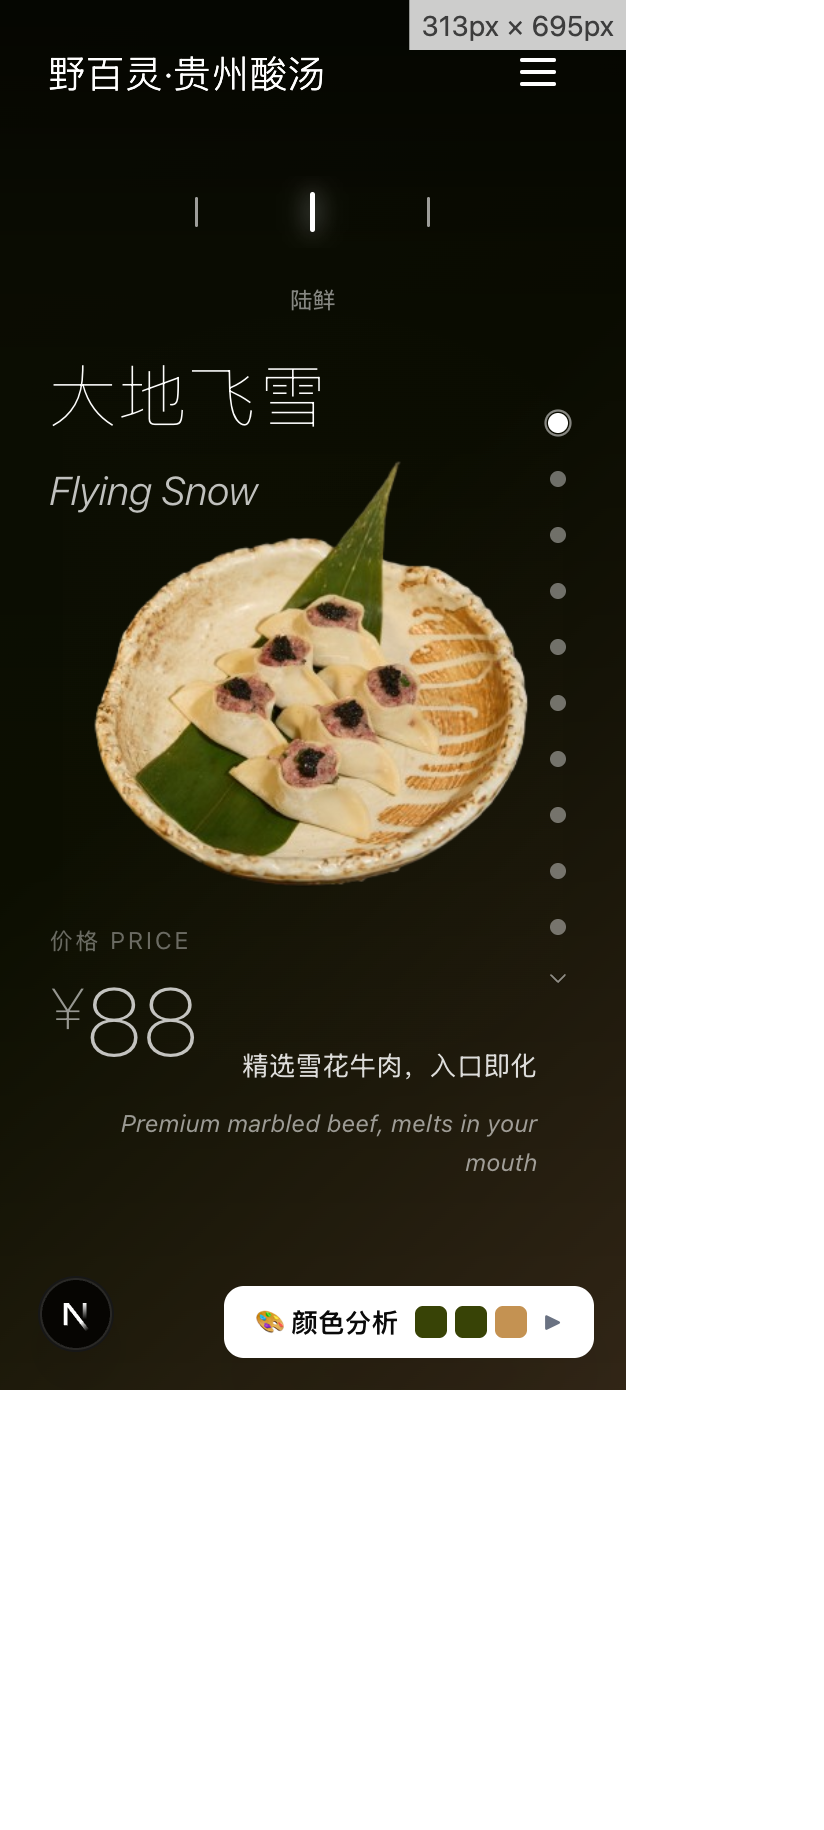 313px × 695px
野百灵·贵州酸汤
陆鲜
大地飞雪
Flying Snow
价格 PRICE
¥88
精选雪花牛肉，入口即化
Premium marbled beef, melts in your
mouth
N
🎨 颜色分析